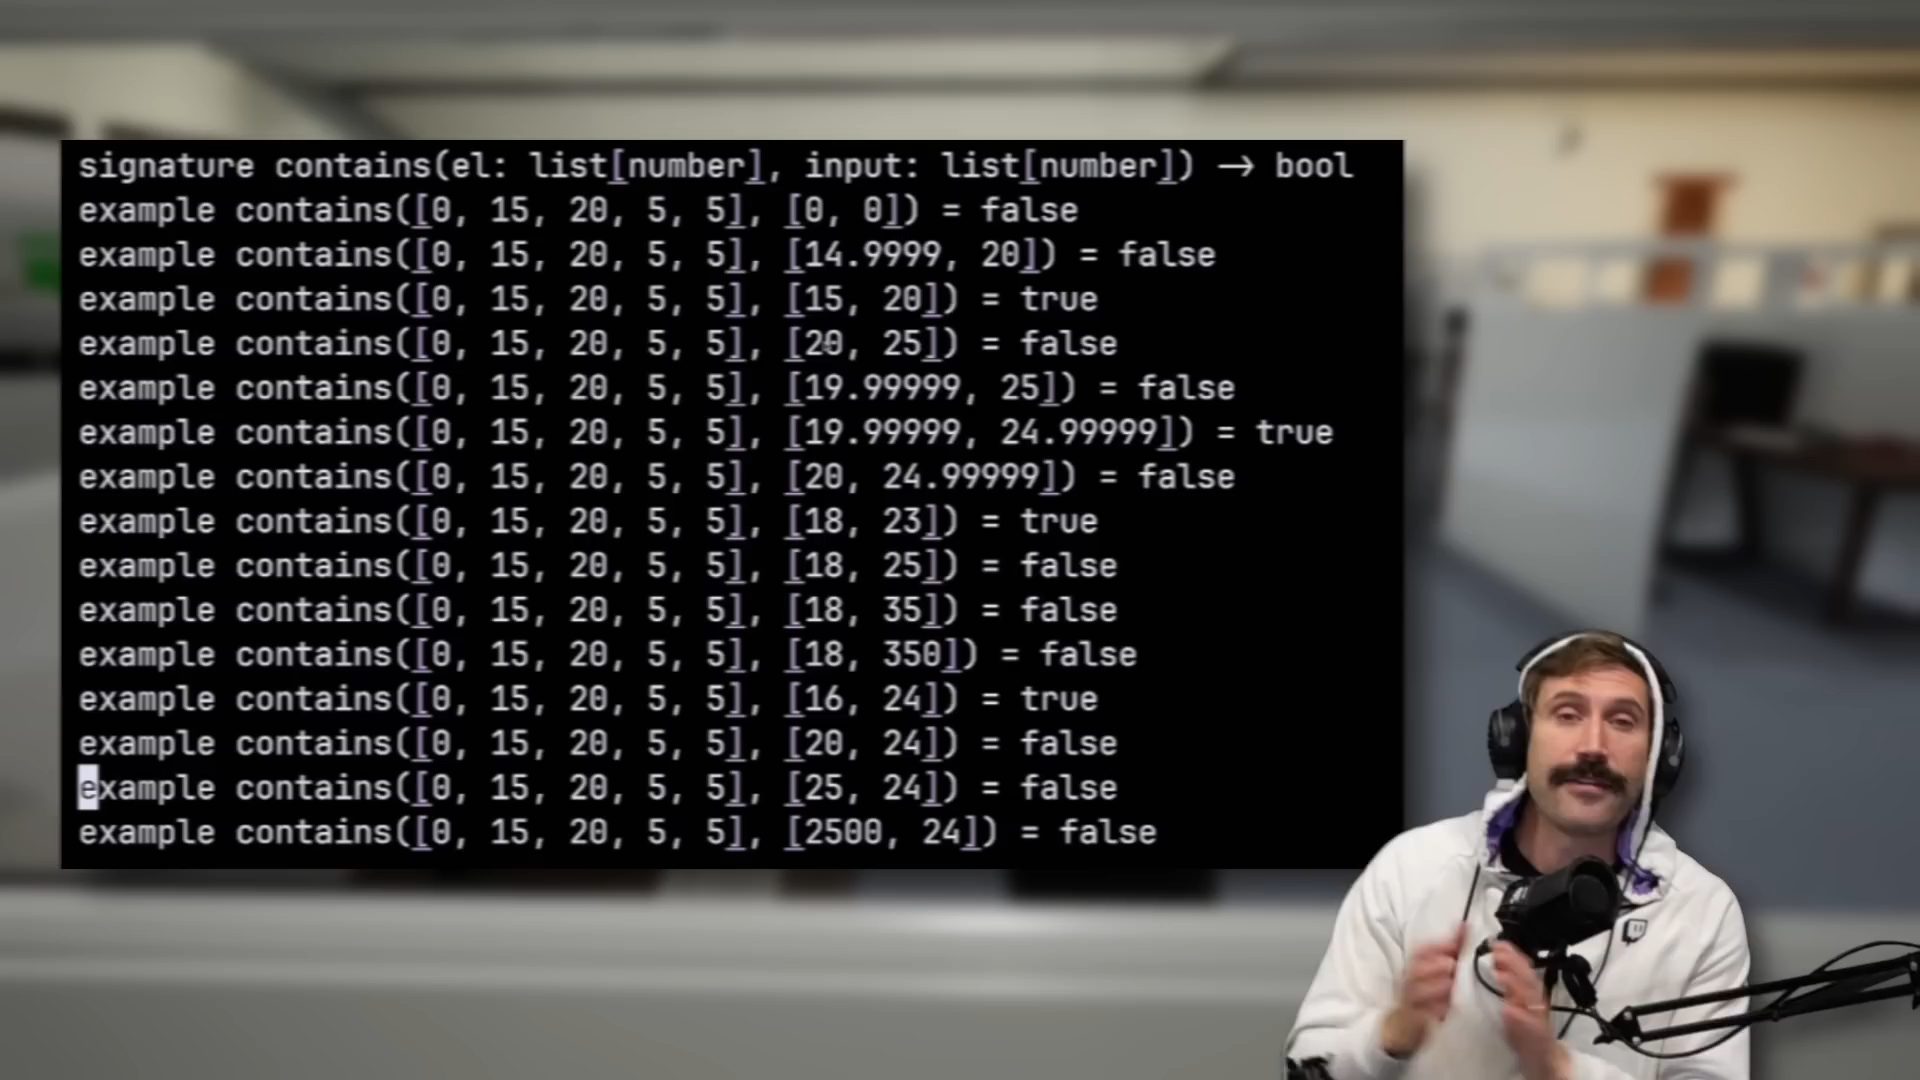 signature contains(el: list[number], input: list[number]) → bool
example contains([0, 15, 20, 5, 5], [0, 0]) = false
example contains([0, 15, 20, 5, 5], [14.9999, 20]) = false
example contains([0, 15, 20, 5, 5], [15, 20]) = true
example contains([0, 15, 20, 5, 5], [20, 25]) = false
example contains([0, 15, 20, 5, 5], [19.99999, 25]) = false
example contains([0, 15, 20, 5, 5], [19.99999, 24.99999]) = true
example contains([0, 15, 20, 5, 5], [20, 24.99999]) = false
example contains([0, 15, 20, 5, 5], [18, 23]) = true
example contains([0, 15, 20, 5, 5], [18, 25]) = false
example contains([0, 15, 20, 5, 5], [18, 35]) = false
example contains([0, 15, 20, 5, 5], [18, 350]) = false
example contains([0, 15, 20, 5, 5], [16, 24]) = true
example contains([0, 15, 20, 5, 5], [20, 24]) = false
example contains([0, 15, 20, 5, 5], [25, 24]) = false
example contains([0, 15, 20, 5, 5], [2500, 24]) = false